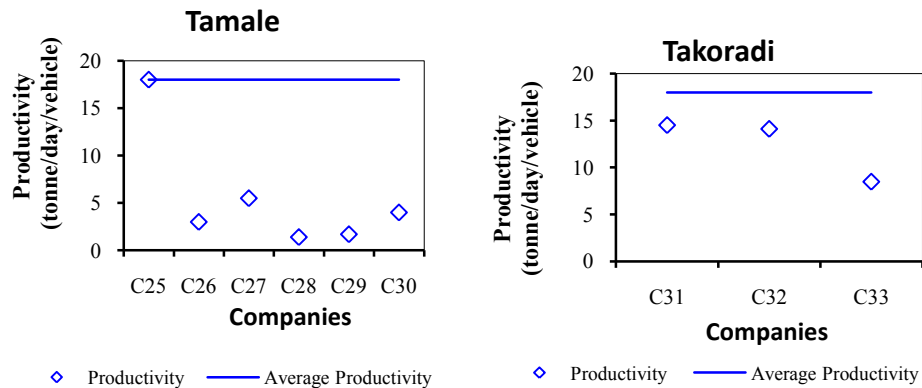 Tamale
Productivity
(tonne/day/vehicle)
20
15
10
5
0
C25 C26 C27 C28 C29 C30
Companies
Productivity Average Productivity
Takoradi
Productivity
(tonne/day/vehicle)
20
15
10
5
0
C31 C32 C33
Companies
Productivity Average Productivity